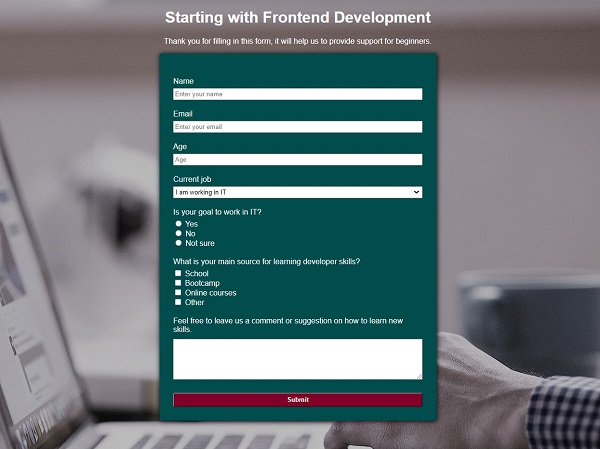 Starting with Frontend Development
Thank you for filling in this form, it will help us to provide support for beginners.
Name
Enter your name
Email
Enter your email
Age
Age
Current job
I am working in IT
Is your goal to work in IT?
Yes
No
Not sure
What is your main source for learning developer skills?
School
Bootcamp
Online courses
Other
Feel free to leave us a comment or suggestion on how to learn new
skills.
Submit